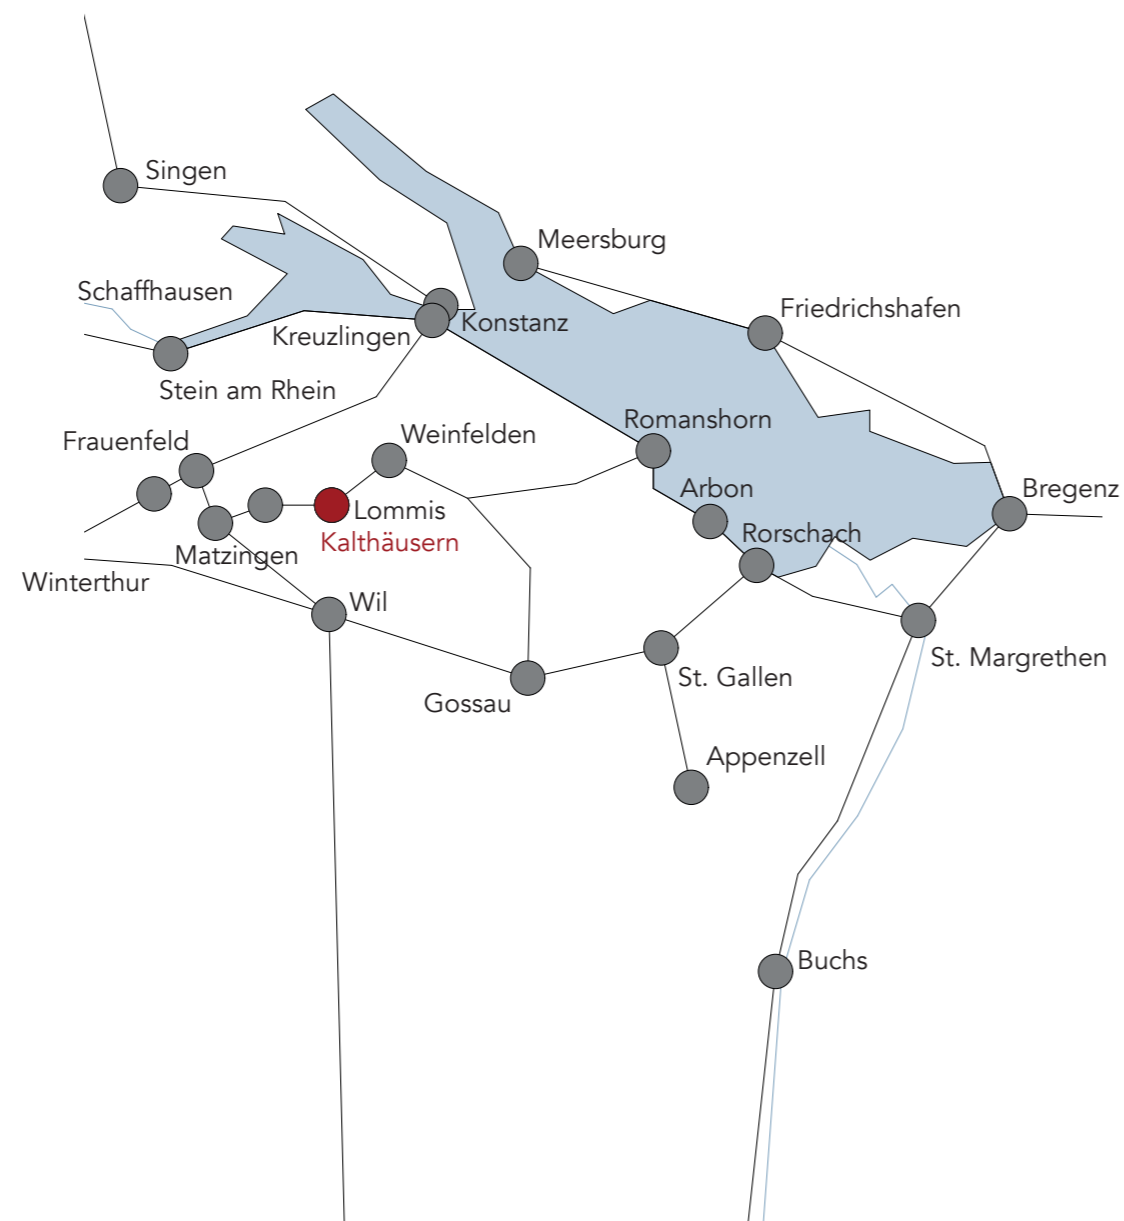 Singen
Meersburg
Schaffhausen
Friedrichshafen
Konstanz
Kreuzlingen
Stein am Rhein
Romanshorn
Frauenfeld
Weinfelden
Arbon
Bregenz
Lommis
Rorschach
Kalthäusern
Matzingen
Winterthur
Wil
St. Margrethen
St. Gallen
Gossau
Appenzell
Buchs